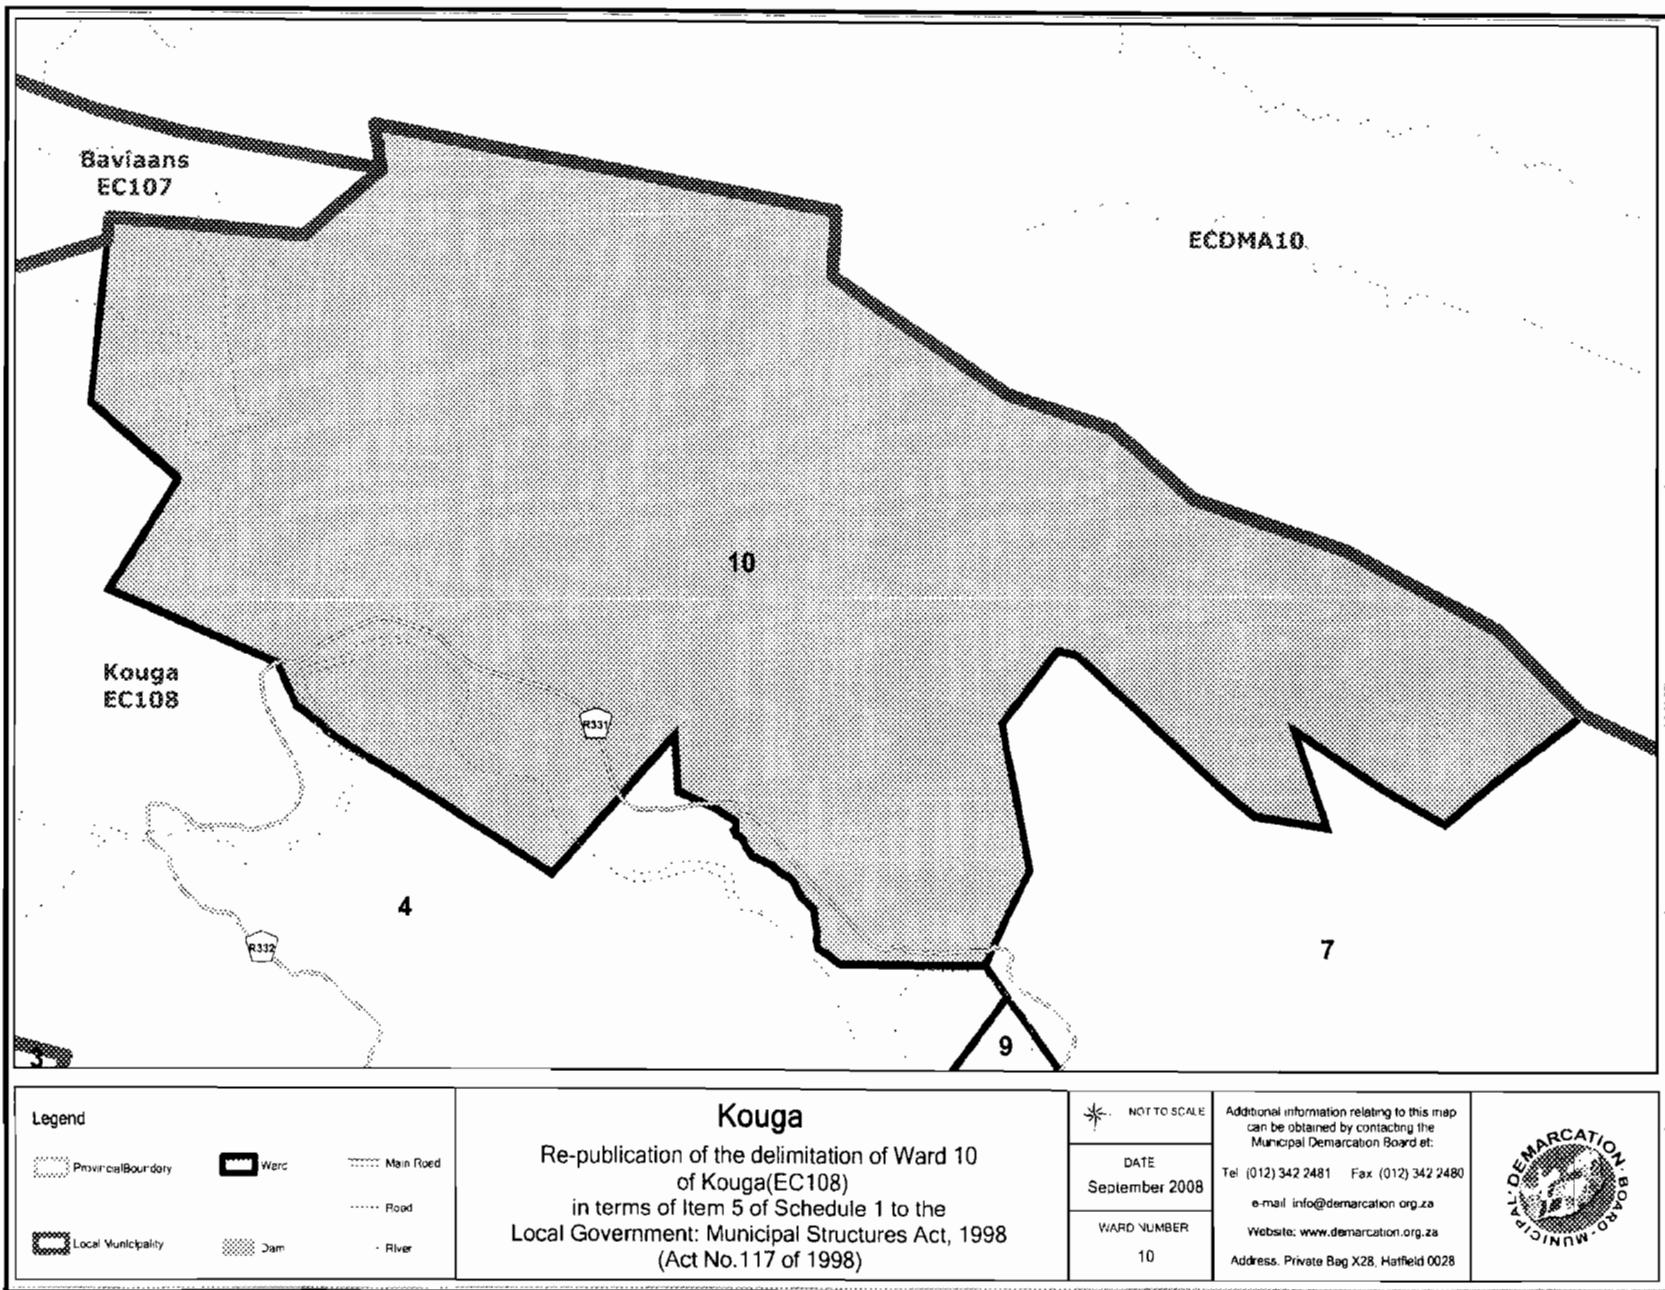 Baviaans
EC107
ECDMA10
10
Kouga
EC108
R331
4
R332
7
9
3
Legend
Provincial Boundary
Ward
Main Road
Road
Local Municipality
Dam
River
Kouga
Re-publication of the delimitation of Ward 10
of Kouga(EC108)
in terms of Item 5 of Schedule 1 to the
Local Government: Municipal Structures Act, 1998
(Act No.117 of 1998)
NOT TO SCALE
DATE
September 2008
WARD NUMBER
10
Additional information relating to this map
can be obtained by contacting the
Municipal Demarcation Board at:
Tel (012) 342 2481 Fax (012) 342 2480
e-mail info@demarcation org.za
Website: www.demarcation.org.za
Address. Private Bag X28, Hatfield 0028
MUNICIPAL DEMARCATION BOARD